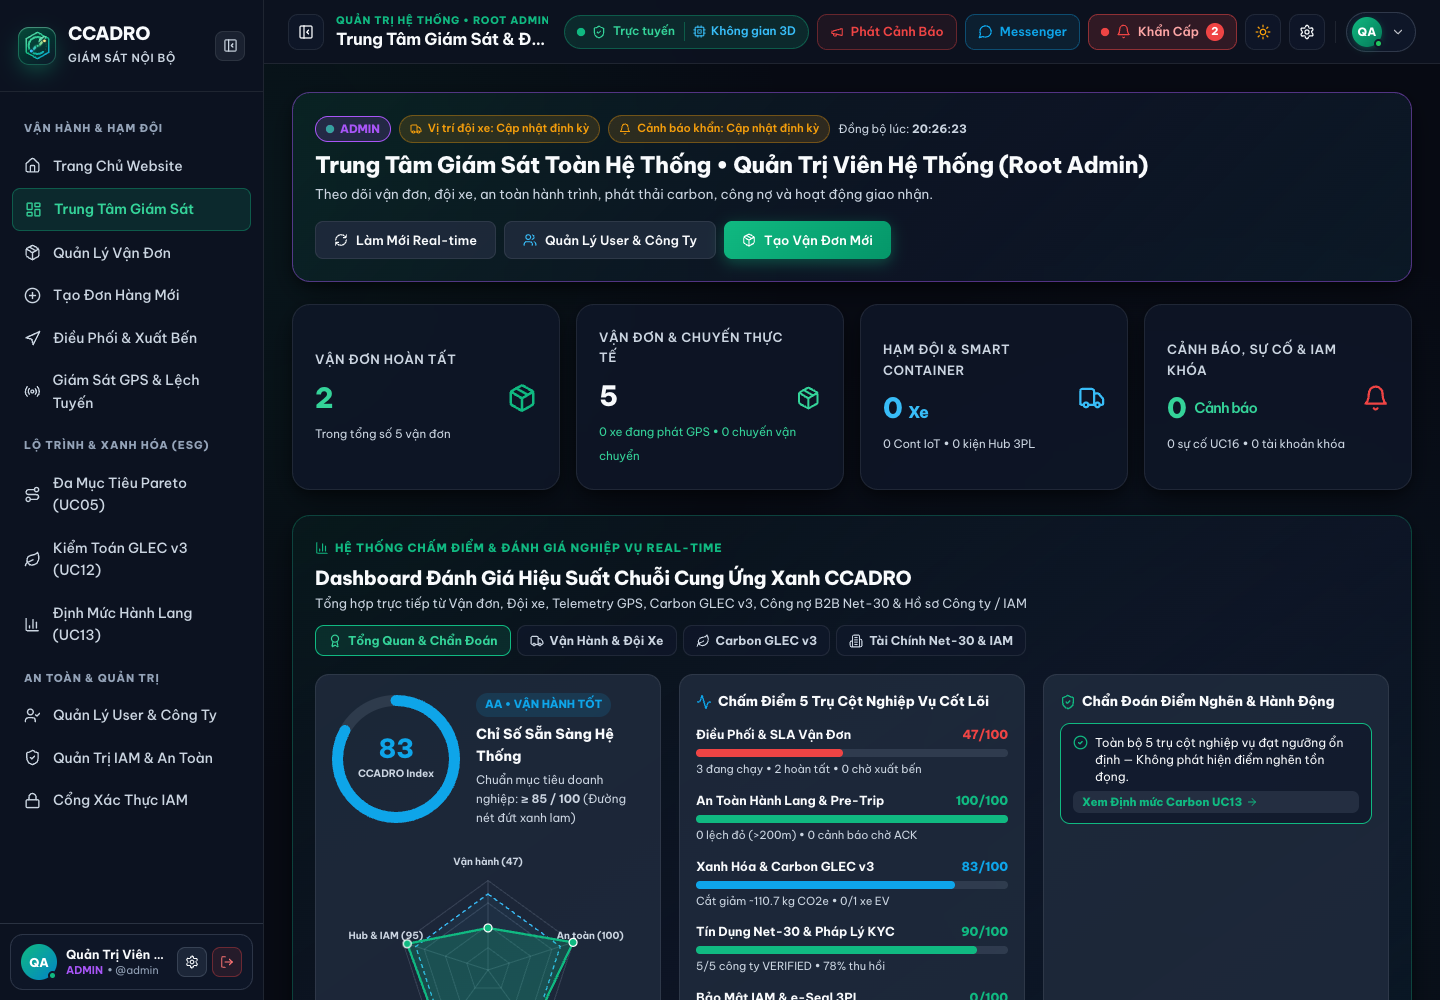 CCADRO
GIÁM SÁT NỘI BỘ
VẬN HÀNH & HẠM ĐỘI
Trang Chủ Website
Trung Tâm Giám Sát
Quản Lý Vận Đơn
Tạo Đơn Hàng Mới
Điều Phối & Xuất Bến
Giám Sát GPS & Lệch
Tuyến
LỘ TRÌNH & XANH HÓA (ESG)
Đa Mục Tiêu Pareto
(UC05)
Kiểm Toán GLEC v3
(UC12)
Định Mức Hành Lang
(UC13)
AN TOÀN & QUẢN TRỊ
Quản Lý User & Công Ty
Quản Trị IAM & An Toàn
Cổng Xác Thực IAM
QA
Quản Trị Viên ...
ADMIN • @admin
QUẢN TRỊ HỆ THỐNG • ROOT ADMIN
Trung Tâm Giám Sát & Đ...
Trực tuyến
Không gian 3D
Phát Cảnh Báo
Messenger
Khẩn Cấp 2
QA
ADMIN
Vị trí đội xe: Cập nhật định kỳ
Cảnh báo khẩn: Cập nhật định kỳ
Đồng bộ lúc: 20:26:23
Trung Tâm Giám Sát Toàn Hệ Thống • Quản Trị Viên Hệ Thống (Root Admin)
Theo dõi vận đơn, đội xe, an toàn hành trình, phát thải carbon, công nợ và hoạt động giao nhận.
Làm Mới Real-time
Quản Lý User & Công Ty
Tạo Vận Đơn Mới
VẬN ĐƠN HOÀN TẤT
2
Trong tổng số 5 vận đơn
VẬN ĐƠN & CHUYẾN THỰC
TẾ
5
0 xe đang phát GPS • 0 chuyến vận
chuyển
HẠM ĐỘI & SMART
CONTAINER
0 Xe
0 Cont IoT • 0 kiện Hub 3PL
CẢNH BÁO, SỰ CỐ & IAM
KHÓA
0 Cảnh báo
0 sự cố UC16 • 0 tài khoản khóa
HỆ THỐNG CHẤM ĐIỂM & ĐÁNH GIÁ NGHIỆP VỤ REAL-TIME
Dashboard Đánh Giá Hiệu Suất Chuỗi Cung Ứng Xanh CCADRO
Tổng hợp trực tiếp từ Vận đơn, Đội xe, Telemetry GPS, Carbon GLEC v3, Công nợ B2B Net-30 & Hồ sơ Công ty / IAM
Tổng Quan & Chẩn Đoán
Vận Hành & Đội Xe
Carbon GLEC v3
Tài Chính Net-30 & IAM
83
CCADRO Index
AA • VẬN HÀNH TỐT
Chỉ Số Sẵn Sàng Hệ
Thống
Chuẩn mục tiêu doanh
nghiệp: ≥ 85 / 100 (Đường
nét đứt xanh lam)
Vận hành (47)
Hub & IAM (95)
An toàn (100)
Chấm Điểm 5 Trụ Cột Nghiệp Vụ Cốt Lõi
Điều Phối & SLA Vận Đơn 47/100
3 đang chạy • 2 hoàn tất • 0 chờ xuất bến
An Toàn Hành Lang & Pre-Trip 100/100
0 lệch đỏ (>200m) • 0 cảnh báo chờ ACK
Xanh Hóa & Carbon GLEC v3 83/100
Cắt giảm -110.7 kg CO2e • 0/1 xe EV
Tín Dụng Net-30 & Pháp Lý KYC 90/100
5/5 công ty VERIFIED • 78% thu hồi
Bảo Mật IAM & e-Seal 3PL
Chẩn Đoán Điểm Nghẽn & Hành Động
Toàn bộ 5 trụ cột nghiệp vụ đạt ngưỡng ổn
định — Không phát hiện điểm nghẽn tồn
đọng.
Xem Định mức Carbon UC13 →